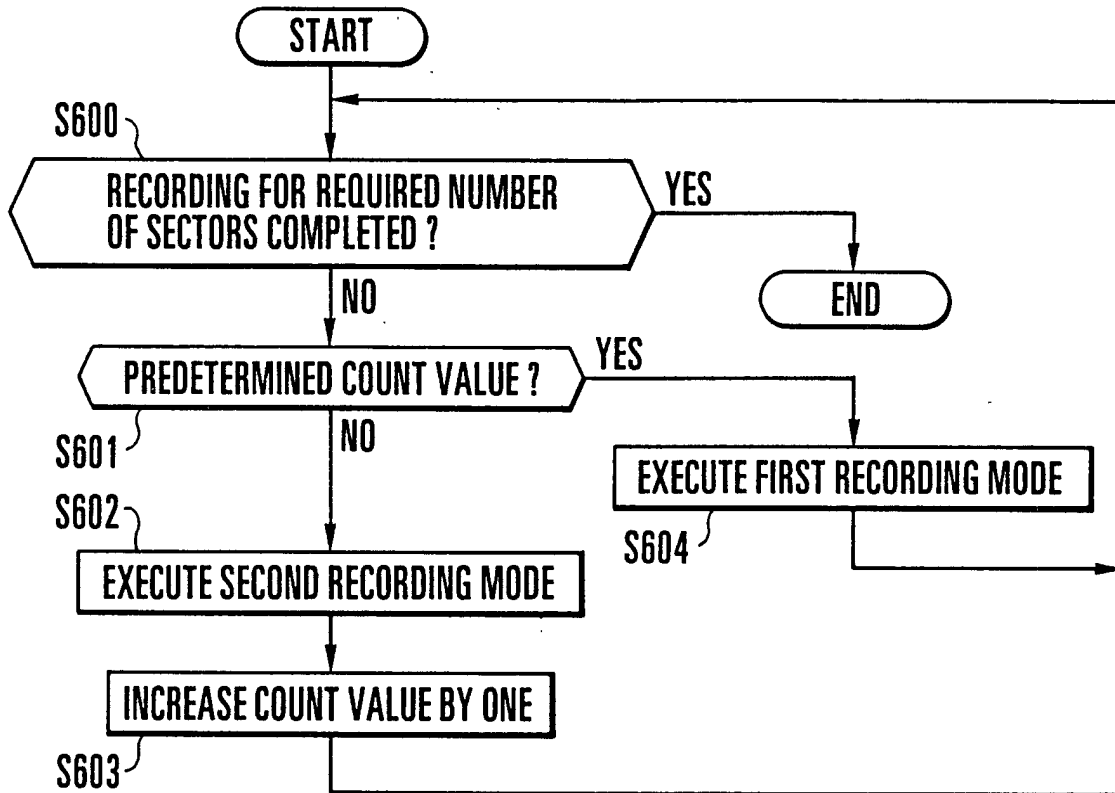 START
S600
RECORDING FOR REQUIRED NUMBER
OF SECTORS COMPLETED ?
YES
NO
END
PREDETERMINED COUNT VALUE ?
YES
S601
NO
EXECUTE FIRST RECORDING MODE
S604
S602
EXECUTE SECOND RECORDING MODE
INCREASE COUNT VALUE BY ONE
S603